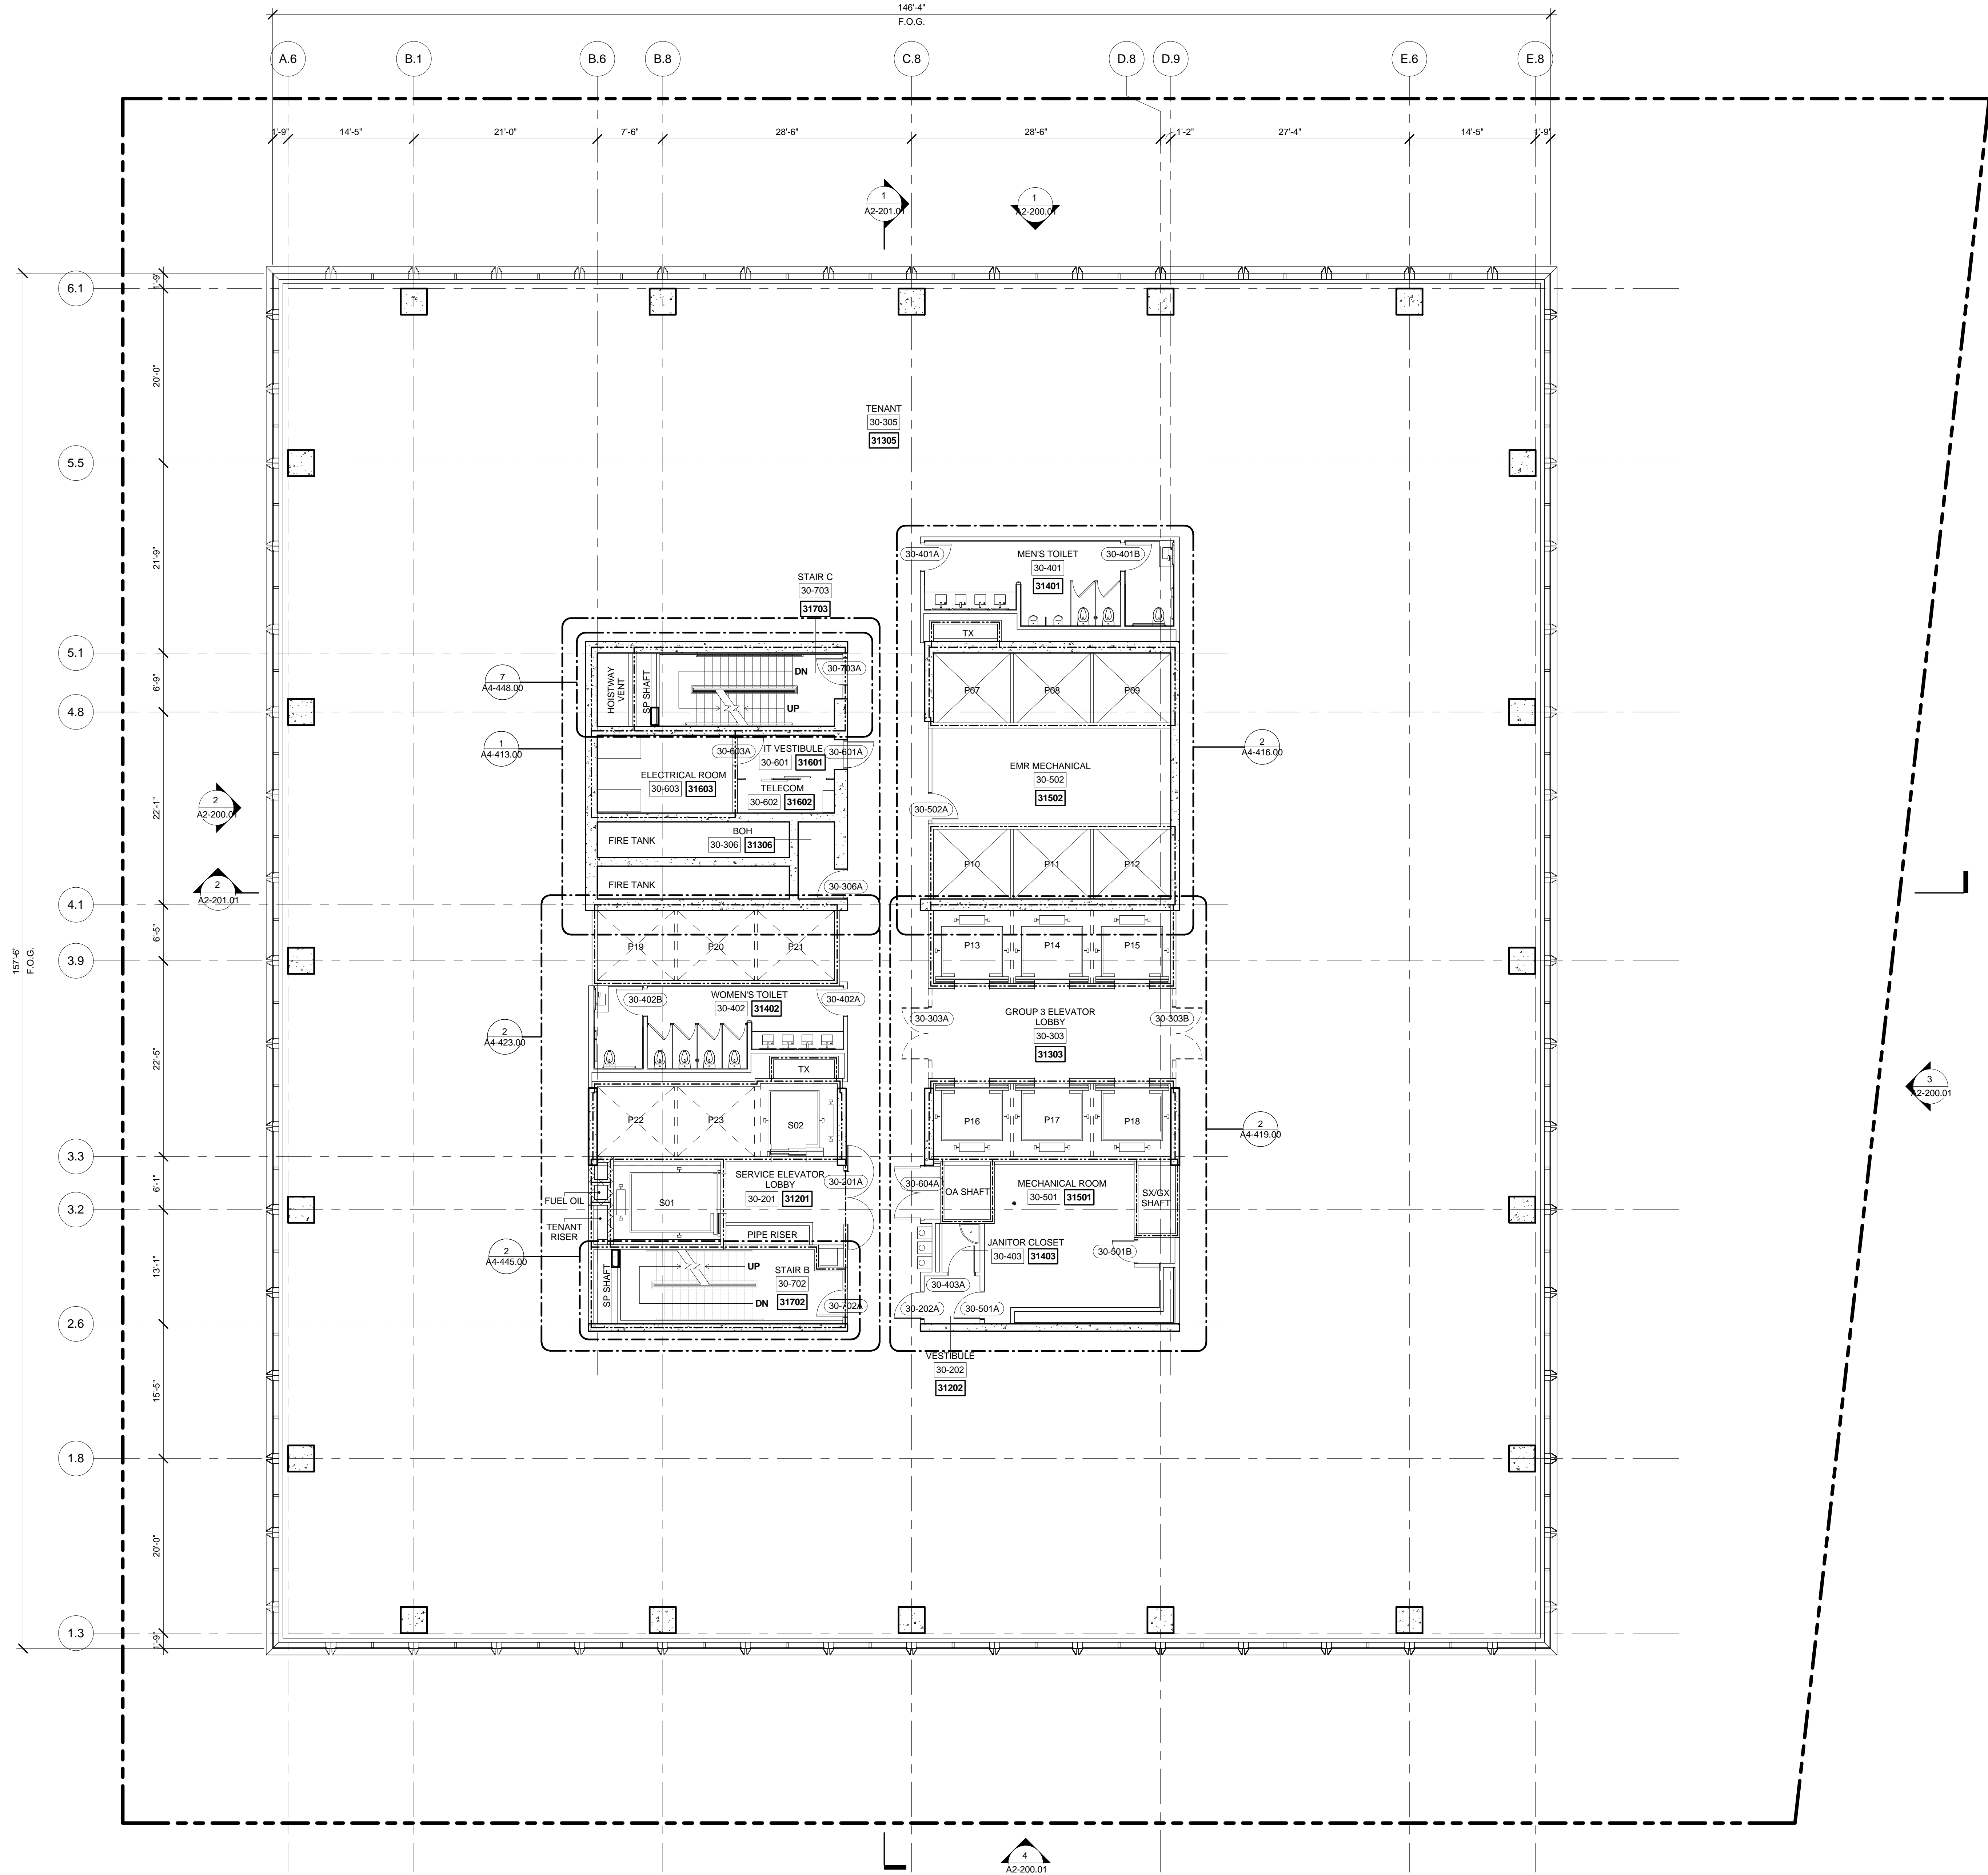 146'-4"
F.O.G.
A.6
B.1
B.6
B.8
C.8
D.8
D.9
E.6
E.8
1'-9"
14'-5"
21'-0"
7'-6"
28'-6"
28'-6"
1'-2"
27'-4"
14'-5"
1'-9"
1
A2-201.01
1
A2-200.01
6.1
5.5
5.1
4.8
4.1
3.9
3.3
3.2
2.6
1.8
1.3
1'-9"
20'-0"
21'-9"
6'-9"
22'-1"
6'-5"
22'-5"
6'-1"
13'-1"
15'-5"
20'-0"
1'-9"
157'-6"
F.O.G.
TENANT
30-305
31305
30-401A
MEN'S TOILET
30-401
31401
30-401B
TX
STAIR C
30-703
31703
7
A4-448.00
HOISTWAY
VENT
SP SHAFT
DN
UP
30-703A
P07
P08
P09
1
A4-413.00
30-603A
IT VESTIBULE
30-601
31601
30-601A
ELECTRICAL ROOM
30-603
31603
TELECOM
30-602
31602
EMR MECHANICAL
30-502
31502
30-502A
2
A4-416.00
2
A2-200.01
FIRE TANK
BOH
30-306
31306
FIRE TANK
30-306A
P10
P11
P12
2
A2-201.01
P19
P20
P21
P13
P14
P15
30-402B
WOMEN'S TOILET
30-402
31402
30-402A
2
A4-423.00
30-303A
GROUP 3 ELEVATOR
LOBBY
30-303
31303
30-303B
TX
3
A2-200.01
P22
P23
S02
P16
P17
P18
2
A4-419.00
FUEL OIL
TENANT
RISER
S01
SERVICE ELEVATOR
LOBBY
30-201
31201
30-201A
PIPE RISER
30-604A
OA SHAFT
MECHANICAL ROOM
30-501
31501
SX/GX
SHAFT
2
A4-445.00
SP SHAFT
UP
DN
STAIR B
30-702
31702
30-702A
JANITOR CLOSET
30-403
31403
30-501B
30-403A
30-202A
30-501A
VESTIBULE
30-202
31202
4
A2-200.01